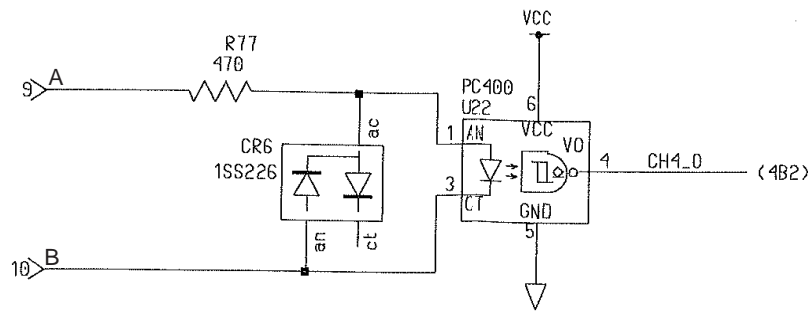 VCC
R77
470
9 A
PC400
U22
6
VCC
ac
1 AN
VO
CR6
1SS226
4 CH4_O (4B2)
3 CT
GND
an
ct
5
10 B